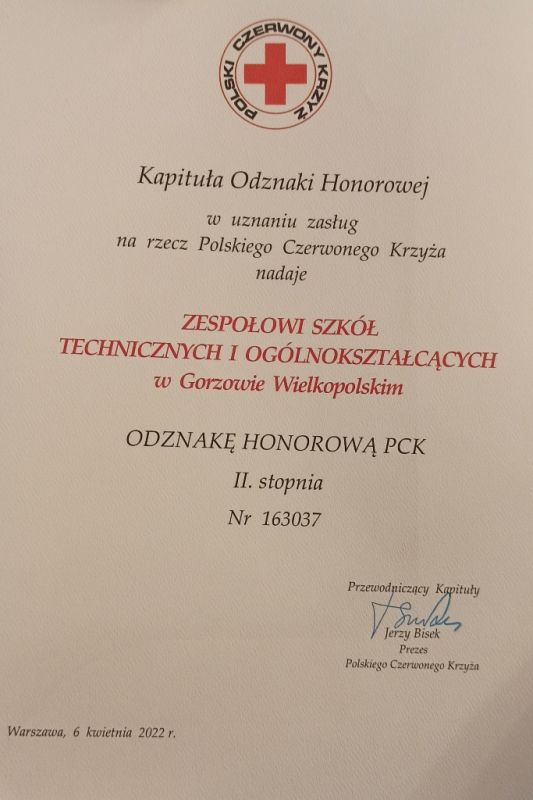 POLSKI CZERWONY KRZYŻ
Kapituła Odznaki Honorowej
w uznaniu zasług
na rzecz Polskiego Czerwonego Krzyża
nadaje
ZESPOŁOWI SZKÓŁ
TECHNICZNYCH I OGÓLNOKSZTAŁCĄCYCH
w Gorzowie Wielkopolskim
ODZNAKĘ HONOROWĄ PCK
II. stopnia
Nr 163037
Przewodniczący Kapituły
Jerzy Bisek
Prezes
Polskiego Czerwonego Krzyża
Warszawa, 6 kwietnia 2022 r.